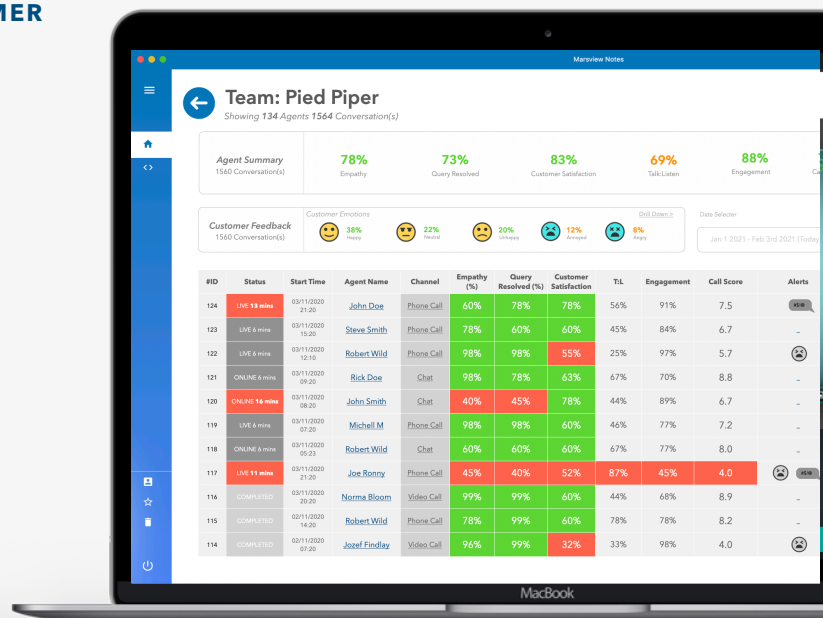 MER
Marsview Notes
Team: Pied Piper
Showing 134 Agents 1564 Conversation(s)
Agent Summary
1560 Conversation(s)
78%
Empathy
73%
Query Resolved
83%
Customer Satisfaction
69%
Talk:Listen
88%
Engagement
Ca
Customer Feedback
1560 Conversation(s)
Customer Emotions
Drill Down >
38%
Happy
22%
Neutral
20%
Unhappy
12%
Annoyed
8%
Angry
Date Selecter
Jan 1 2021 - Feb 3rd 2021 (Today
#ID Status Start Time Agent Name Channel Empathy (%) Query Resolved (%) Customer Satisfaction T:L Engagement Call Score Alerts
124 LIVE 13 mins 03/11/2020 21:20 John Doe Phone Call 60% 78% 78% 56% 91% 7.5 #$!@
123 LIVE 6 mins 03/11/2020 15:20 Steve Smith Phone Call 78% 60% 60% 45% 84% 6.7 -
122 LIVE 6 mins 03/11/2020 12:10 Robert Wild Phone Call 98% 98% 55% 25% 97% 5.7
121 ONLINE 6 mins 03/11/2020 09:20 Rick Doe Chat 98% 78% 63% 67% 70% 8.8 -
120 ONLINE 16 mins 03/11/2020 08:20 John Smith Chat 40% 45% 78% 44% 89% 6.7 -
119 LIVE 6 mins 03/11/2020 07:20 Michell M Phone Call 98% 98% 60% 46% 77% 7.2 -
118 ONLINE 6 mins 03/11/2020 05:23 Robert Wild Chat 60% 60% 60% 67% 77% 8.0 -
117 LIVE 11 mins 03/11/2020 21:20 Joe Ronny Phone Call 45% 40% 52% 87% 45% 4.0 #$!@
116 COMPLETED 03/11/2020 20:20 Norma Bloom Video Call 99% 99% 60% 44% 68% 8.9 -
115 COMPLETED 02/11/2020 14:20 Robert Wild Phone Call 78% 99% 60% 78% 78% 8.2 -
114 COMPLETED 02/11/2020 07:20 Jozef Findlay Video Call 96% 99% 32% 33% 98% 4.0
MacBook